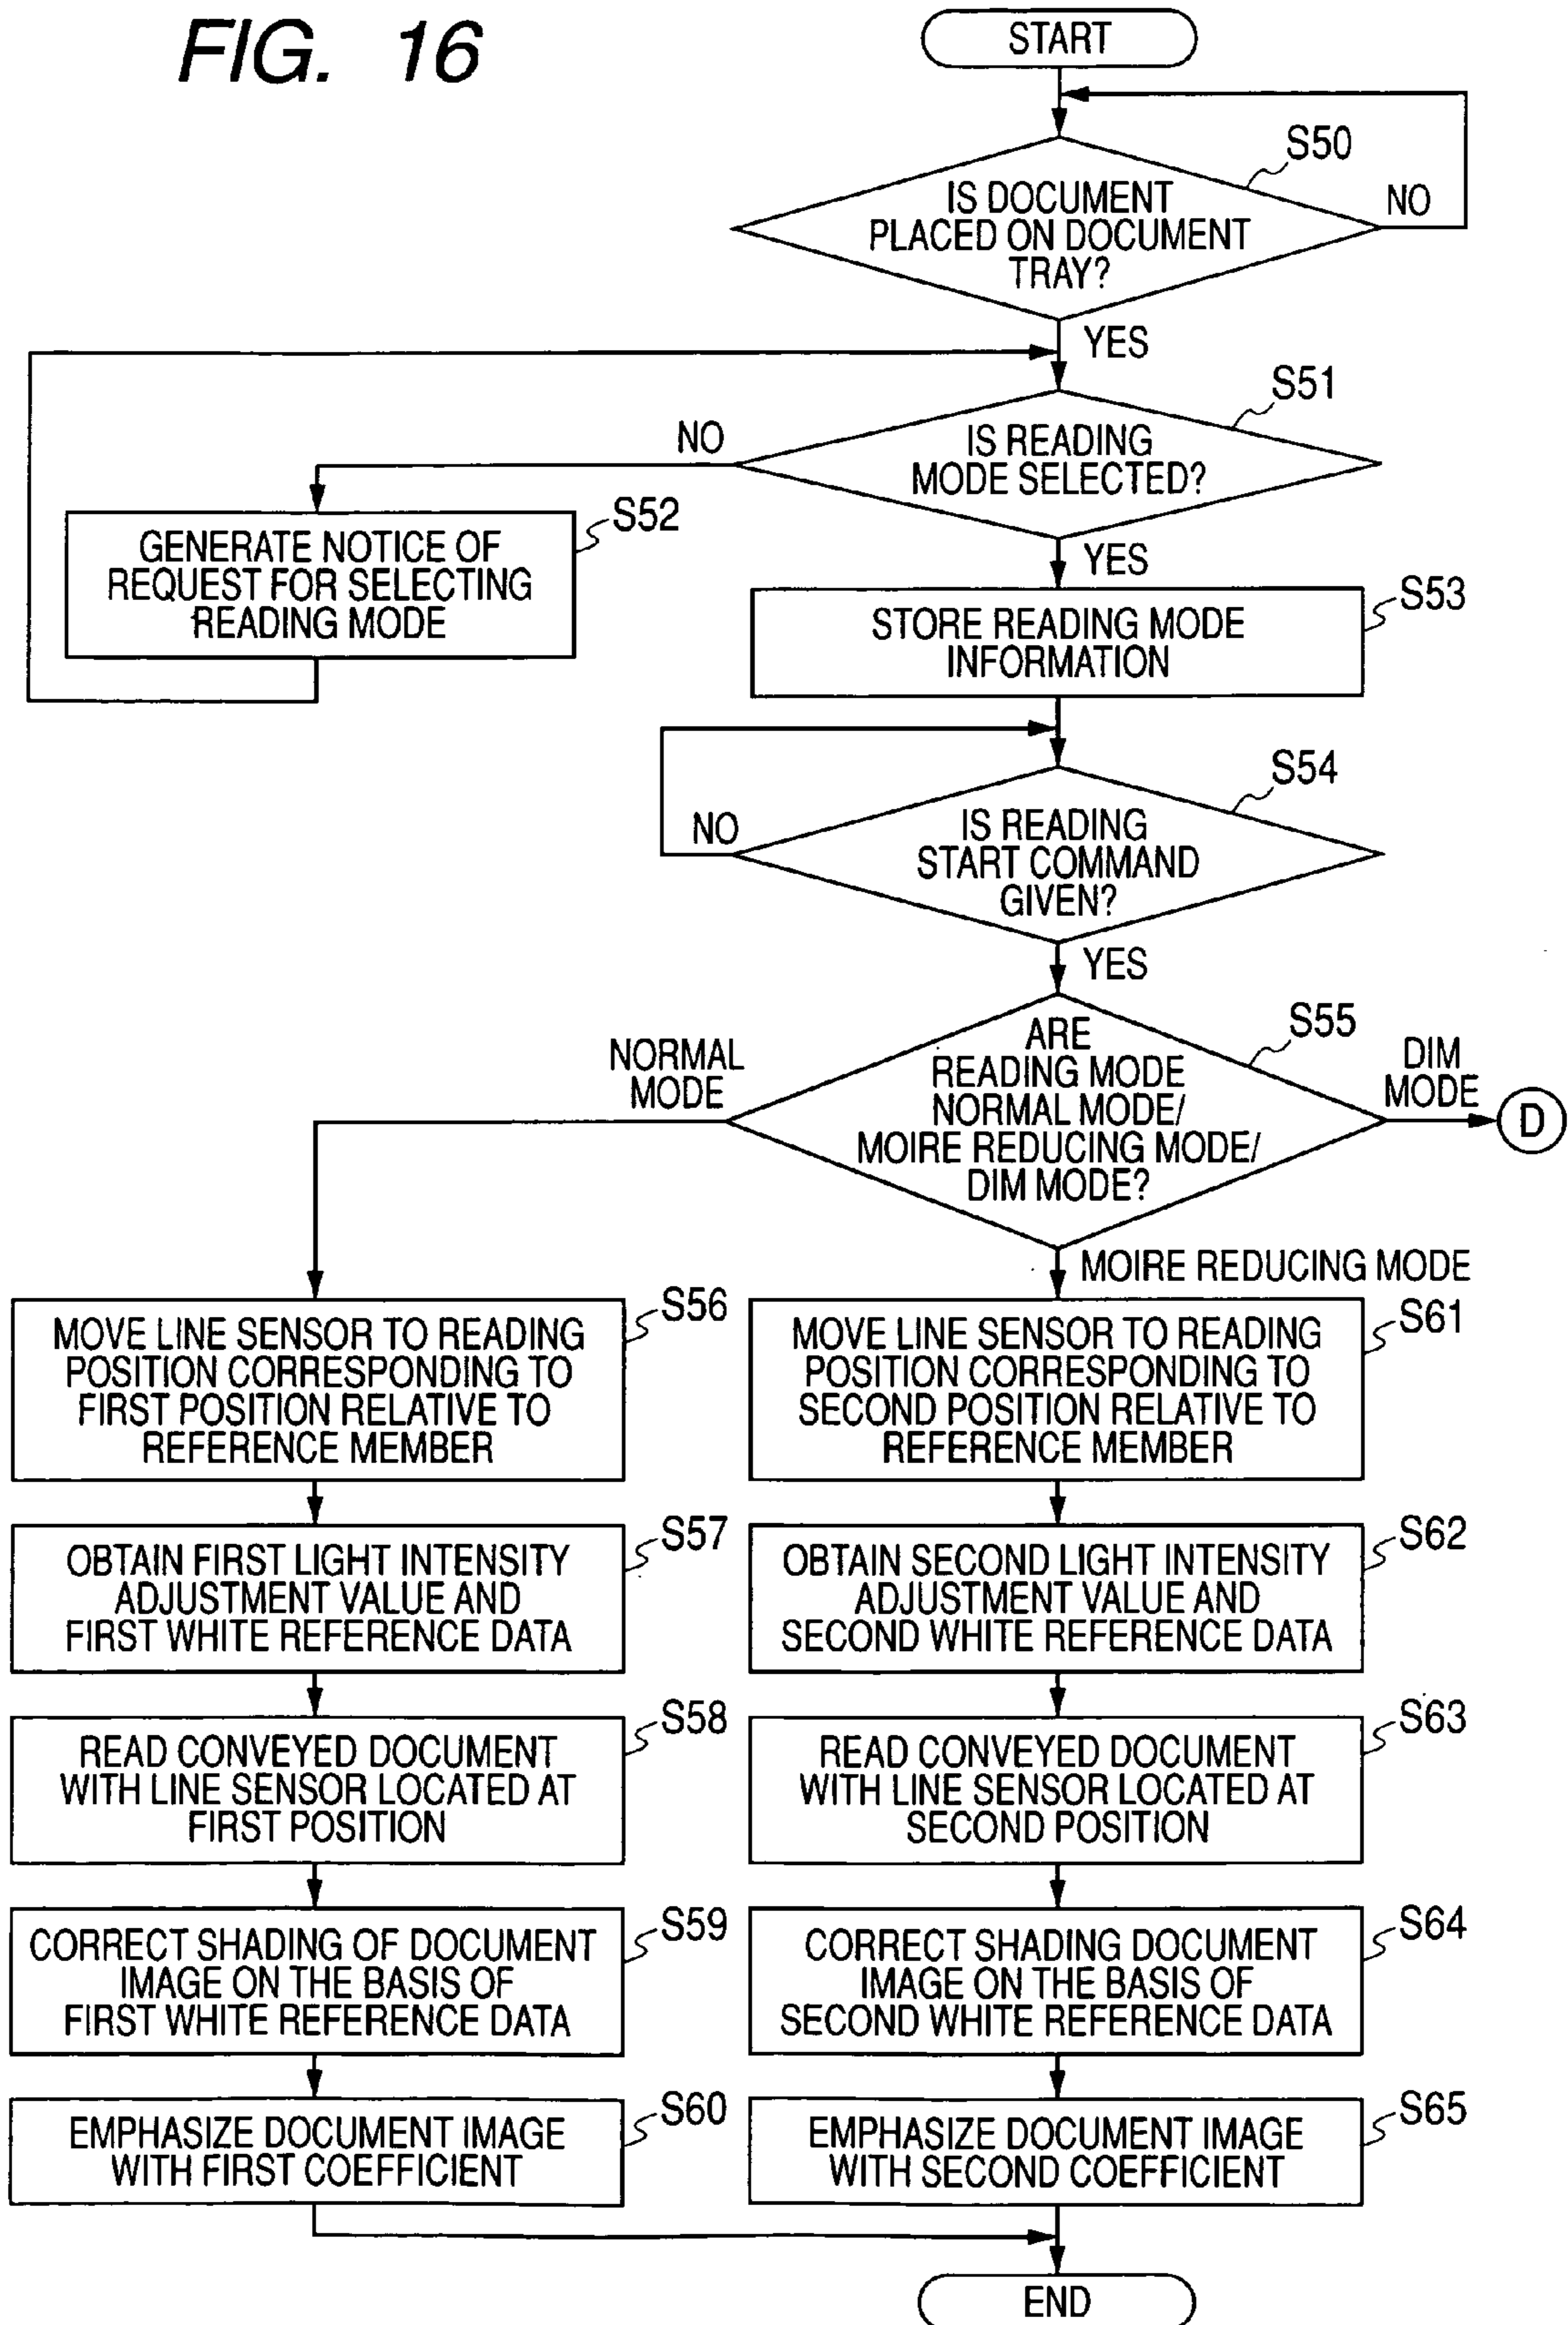 FIG. 16
START
S50
IS DOCUMENT
PLACED ON DOCUMENT
TRAY?
NO
YES
S51
NO
IS READING
MODE SELECTED?
S52
GENERATE NOTICE OF
REQUEST FOR SELECTING
READING MODE
YES
S53
STORE READING MODE
INFORMATION
S54
NO
IS READING
START COMMAND
GIVEN?
YES
S55
NORMAL
MODE
ARE
READING MODE
NORMAL MODE/
MOIRE REDUCING MODE/
DIM MODE?
DIM
MODE
D
MOIRE REDUCING MODE
S56
MOVE LINE SENSOR TO READING
POSITION CORRESPONDING TO
FIRST POSITION RELATIVE TO
REFERENCE MEMBER
S61
MOVE LINE SENSOR TO READING
POSITION CORRESPONDING TO
SECOND POSITION RELATIVE TO
REFERENCE MEMBER
S57
OBTAIN FIRST LIGHT INTENSITY
ADJUSTMENT VALUE AND
FIRST WHITE REFERENCE DATA
S62
OBTAIN SECOND LIGHT INTENSITY
ADJUSTMENT VALUE AND
SECOND WHITE REFERENCE DATA
S58
READ CONVEYED DOCUMENT
WITH LINE SENSOR LOCATED AT
FIRST POSITION
S63
READ CONVEYED DOCUMENT
WITH LINE SENSOR LOCATED AT
SECOND POSITION
S59
CORRECT SHADING OF DOCUMENT
IMAGE ON THE BASIS OF
FIRST WHITE REFERENCE DATA
S64
CORRECT SHADING DOCUMENT
IMAGE ON THE BASIS OF
SECOND WHITE REFERENCE DATA
S60
EMPHASIZE DOCUMENT IMAGE
WITH FIRST COEFFICIENT
S65
EMPHASIZE DOCUMENT IMAGE
WITH SECOND COEFFICIENT
END